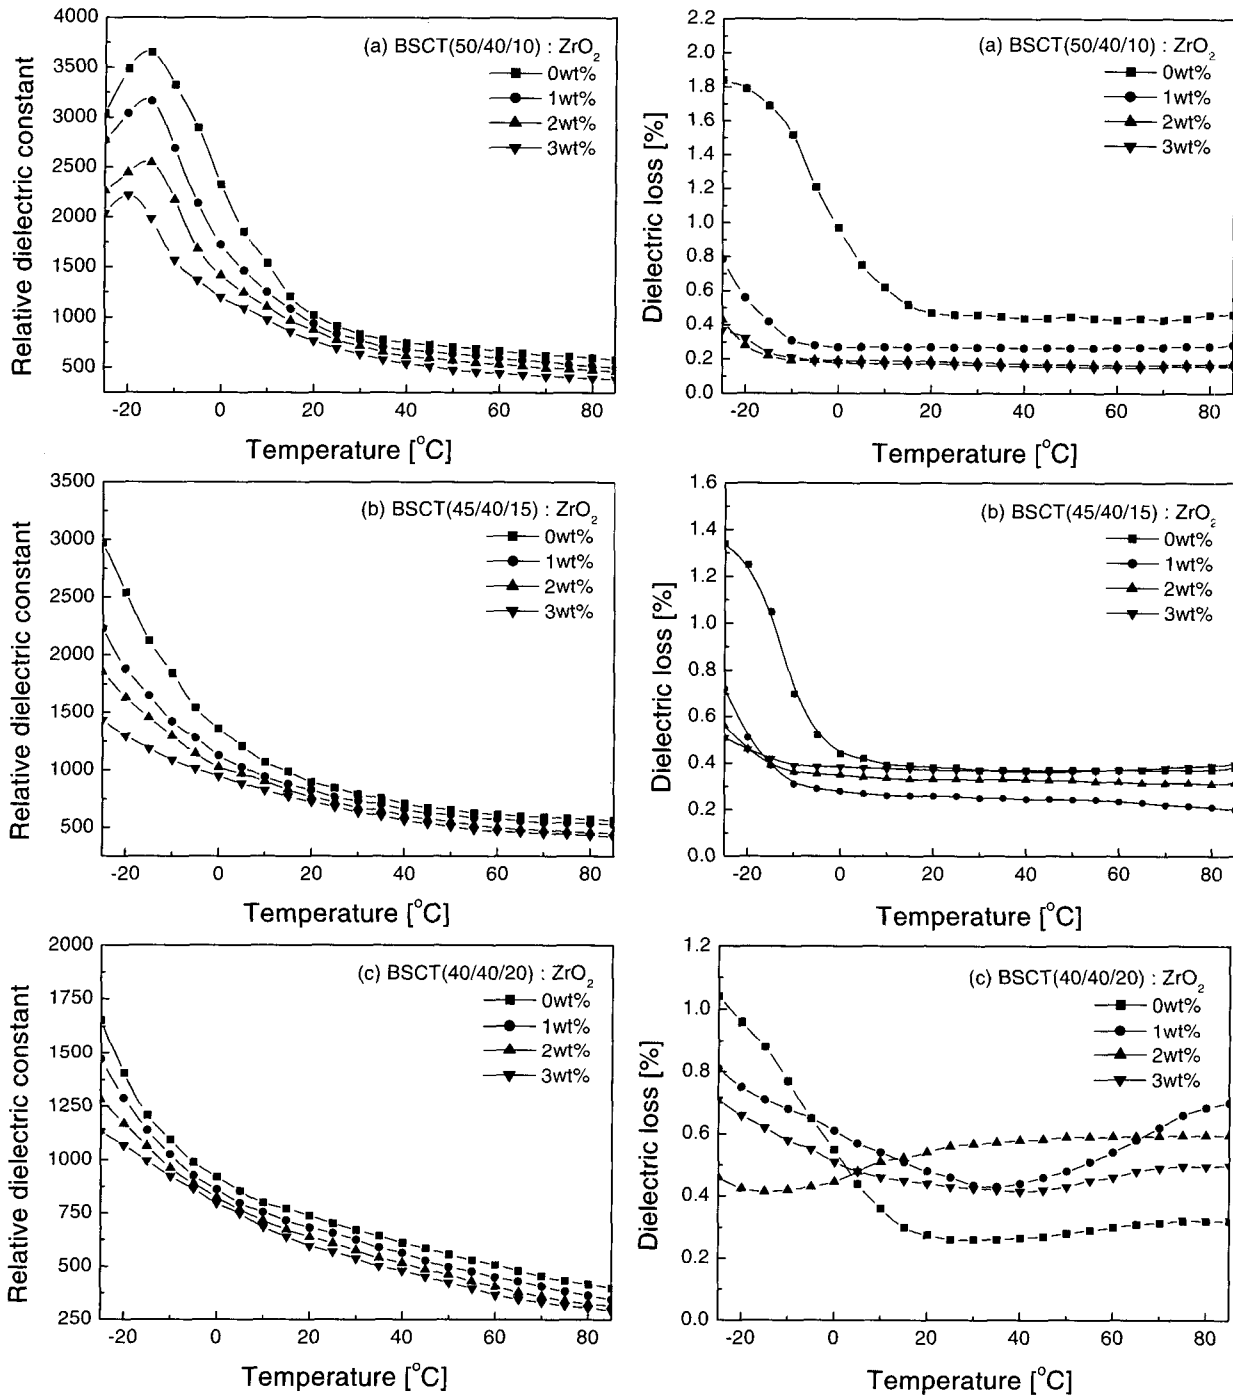 4000
3500
3000
2500
2000
1500
1000
500
Relative dielectric constant
(a) BSCT(50/40/10) : ZrO₂
0wt%
1wt%
2wt%
3wt%
-20 0 20 40 60 80
Temperature [°C]
2.2
2.0
1.8
1.6
1.4
1.2
1.0
0.8
0.6
0.4
0.2
0.0
Dielectric loss [%]
(a) BSCT(50/40/10) : ZrO₂
0wt%
1wt%
2wt%
3wt%
-20 0 20 40 60 80
Temperature [°C]
3500
3000
2500
2000
1500
1000
500
Relative dielectric constant
(b) BSCT(45/40/15) : ZrO₂
0wt%
1wt%
2wt%
3wt%
-20 0 20 40 60 80
Temperature [°C]
1.6
1.4
1.2
1.0
0.8
0.6
0.4
0.2
0.0
Dielectric loss [%]
(b) BSCT(45/40/15) : ZrO₂
0wt%
1wt%
2wt%
3wt%
-20 0 20 40 60 80
Temperature [°C]
2000
1750
1500
1250
1000
750
500
250
Relative dielectric constant
(c) BSCT(40/40/20) : ZrO₂
0wt%
1wt%
2wt%
3wt%
-20 0 20 40 60 80
Temperature [°C]
1.2
1.0
0.8
0.6
0.4
0.2
0.0
Dielectric loss [%]
(c) BSCT(40/40/20) : ZrO₂
0wt%
1wt%
2wt%
3wt%
-20 0 20 40 60 80
Temperature [°C]